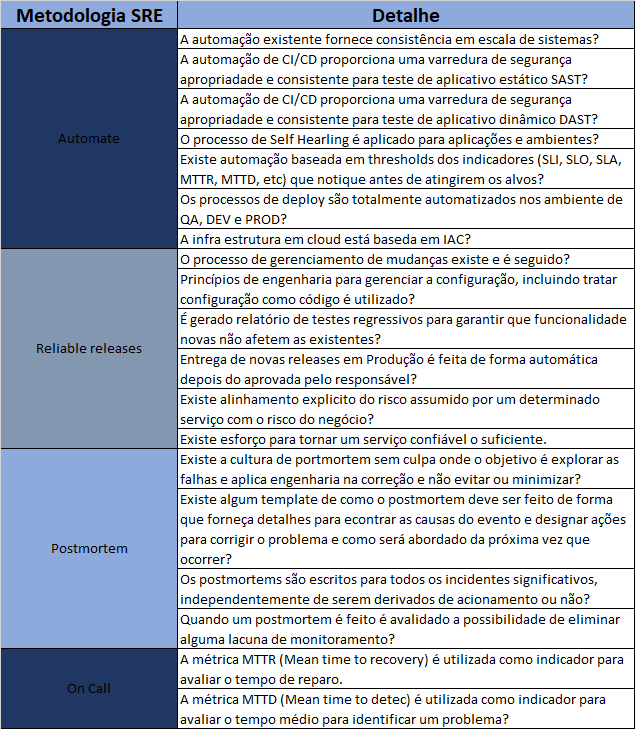 Metodologia SRE Detalhe
Automate
A automação existente fornece consistência em escala de sistemas?
A automação de CI/CD proporciona uma varredura de segurança
apropriada e consistente para teste de aplicativo estático SAST?
A automação de CI/CD proporciona uma varredura de segurança
apropriada e consistente para teste de aplicativo dinâmico DAST?
O processo de Self Hearling é aplicado para aplicações e ambientes?
Existe automação baseada em thresholds dos indicadores (SLI, SLO, SLA,
MTTR, MTTD, etc) que notique antes de atingirem os alvos?
Os processos de deploy são totalmente automatizados nos ambiente de
QA, DEV e PROD?
A infra estrutura em cloud está baseda em IAC?
Reliable releases
O processo de gerenciamento de mudanças existe e é seguido?
Princípios de engenharia para gerenciar a configuração, incluindo tratar
configuração como código é utilizado?
É gerado relatório de testes regressivos para garantir que funcionalidade
novas não afetem as existentes?
Entrega de novas releases em Produção é feita de forma automática
depois do aprovada pelo responsável?
Existe alinhamento explicito do risco assumido por um determinado
serviço com o risco do negócio?
Existe esforço para tornar um serviço confiável o suficiente.
Postmortem
Existe a cultura de portmortem sem culpa onde o objetivo é explorar as
falhas e aplica engenharia na correção e não evitar ou minimizar?
Existe algum template de como o postmortem deve ser feito de forma
que forneça detalhes para econtrar as causas do evento e designar ações
para corrigir o problema e como será abordado da próxima vez que
ocorrer?
Os postmortems são escritos para todos os incidentes significativos,
independentemente de serem derivados de acionamento ou não?
Quando um postmortem é feito é avalidado a possibilidade de eliminar
alguma lacuna de monitoramento?
On Call
A métrica MTTR (Mean time to recovery) é utilizada como indicador para
avaliar o tempo de reparo.
A métrica MTTD (Mean time to detec) é utilizada como indicador para
avaliar o tempo médio para identificar um problema?